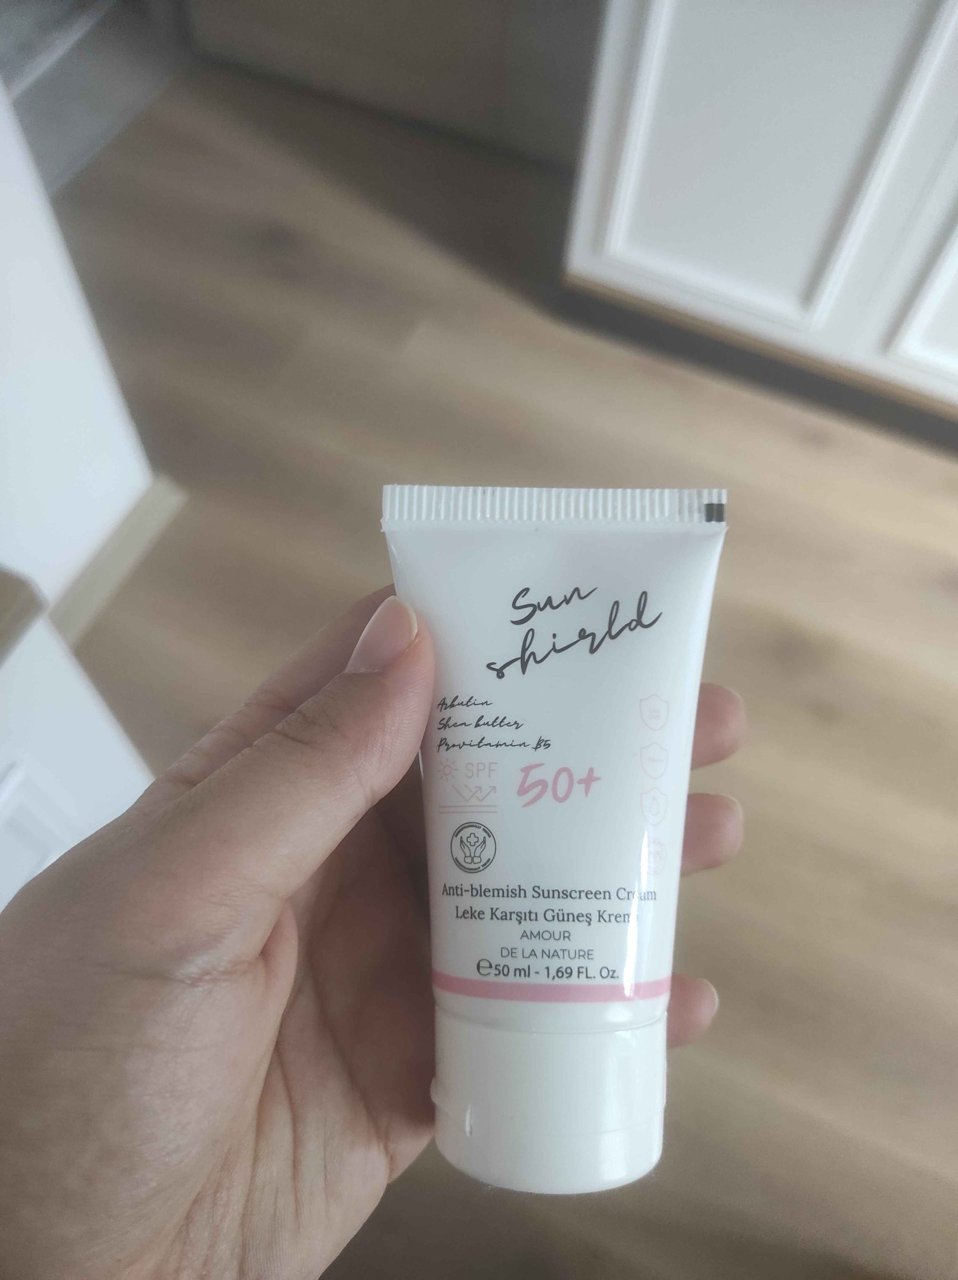 Sun
shield
Arbutin
Shea butter
Provitamin B5
SPF
50+
Anti-blemish Sunscreen Cream
Leke Karşıtı Güneş Kremi
AMOUR
DE LA NATURE
℮50 ml - 1,69 FL. Oz.